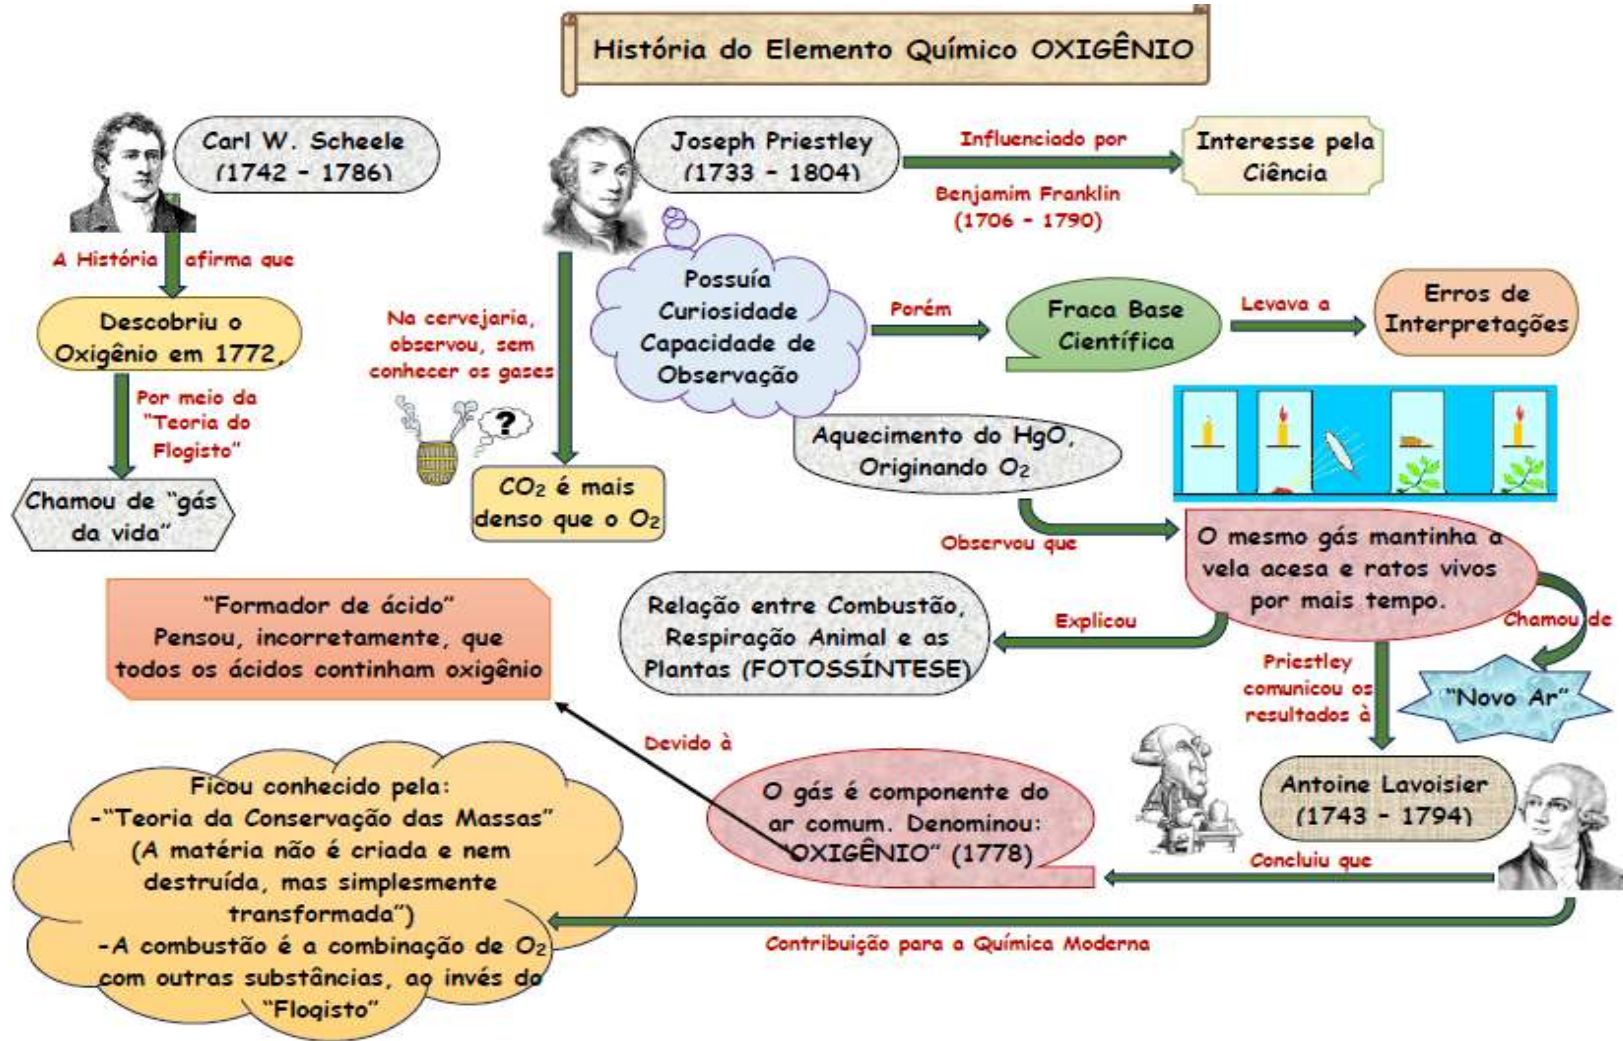 História do Elemento Químico OXIGÊNIO
Carl W. Scheele
(1742 - 1786)
A História afirma que
Descobriu o
Oxigênio em 1772,
Por meio da
"Teoria do
Flogisto"
Chamou de "gás
da vida"
Joseph Priestley
(1733 - 1804)
Influenciado por
Benjamim Franklin
(1706 - 1790)
Interesse pela
Ciência
Na cervejaria,
observou, sem
conhecer os gases
?
CO₂ é mais
denso que o O₂
Possuía
Curiosidade
Capacidade de
Observação
Porém
Fraca Base
Científica
Levava a
Erros de
Interpretações
Aquecimento do HgO,
Originando O₂
Observou que
O mesmo gás mantinha a
vela acesa e ratos vivos
por mais tempo.
Chamou de
"Novo Ar"
Explicou
Relação entre Combustão,
Respiração Animal e as
Plantas (FOTOSSÍNTESE)
Priestley
comunicou os
resultados à
Antoine Lavoisier
(1743 - 1794)
Concluiu que
O gás é componente do
ar comum. Denominou:
"OXIGÊNIO" (1778)
Devido à
"Formador de ácido"
Pensou, incorretamente, que
todos os ácidos continham oxigênio
Contribuição para a Química Moderna
Ficou conhecido pela:
-"Teoria da Conservação das Massas"
(A matéria não é criada e nem
destruída, mas simplesmente
transformada")
-A combustão é a combinação de O₂
com outras substâncias, ao invés do
"Flogisto"